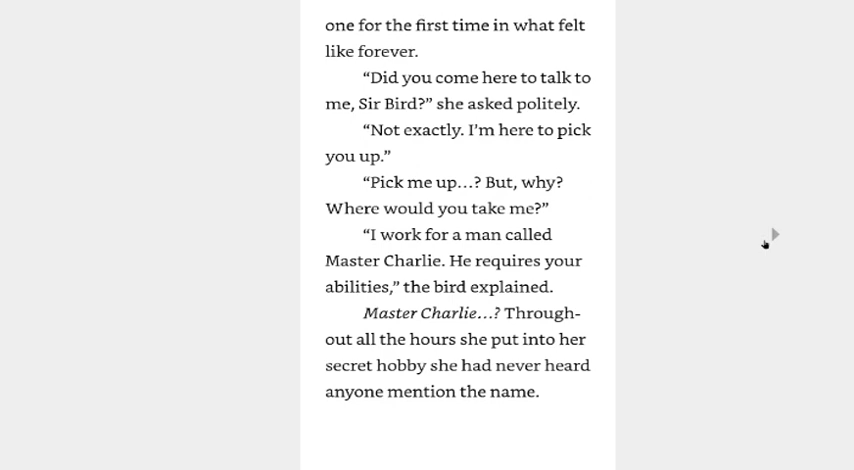 one for the first time in what felt
like forever.
“Did you come here to talk to
me, Sir Bird?” she asked politely.
“Not exactly. I’m here to pick
you up.”
“Pick me up…? But, why?
Where would you take me?”
“I work for a man called
Master Charlie. He requires your
abilities,” the bird explained.
Master Charlie…? Through-
out all the hours she put into her
secret hobby she had never heard
anyone mention the name.